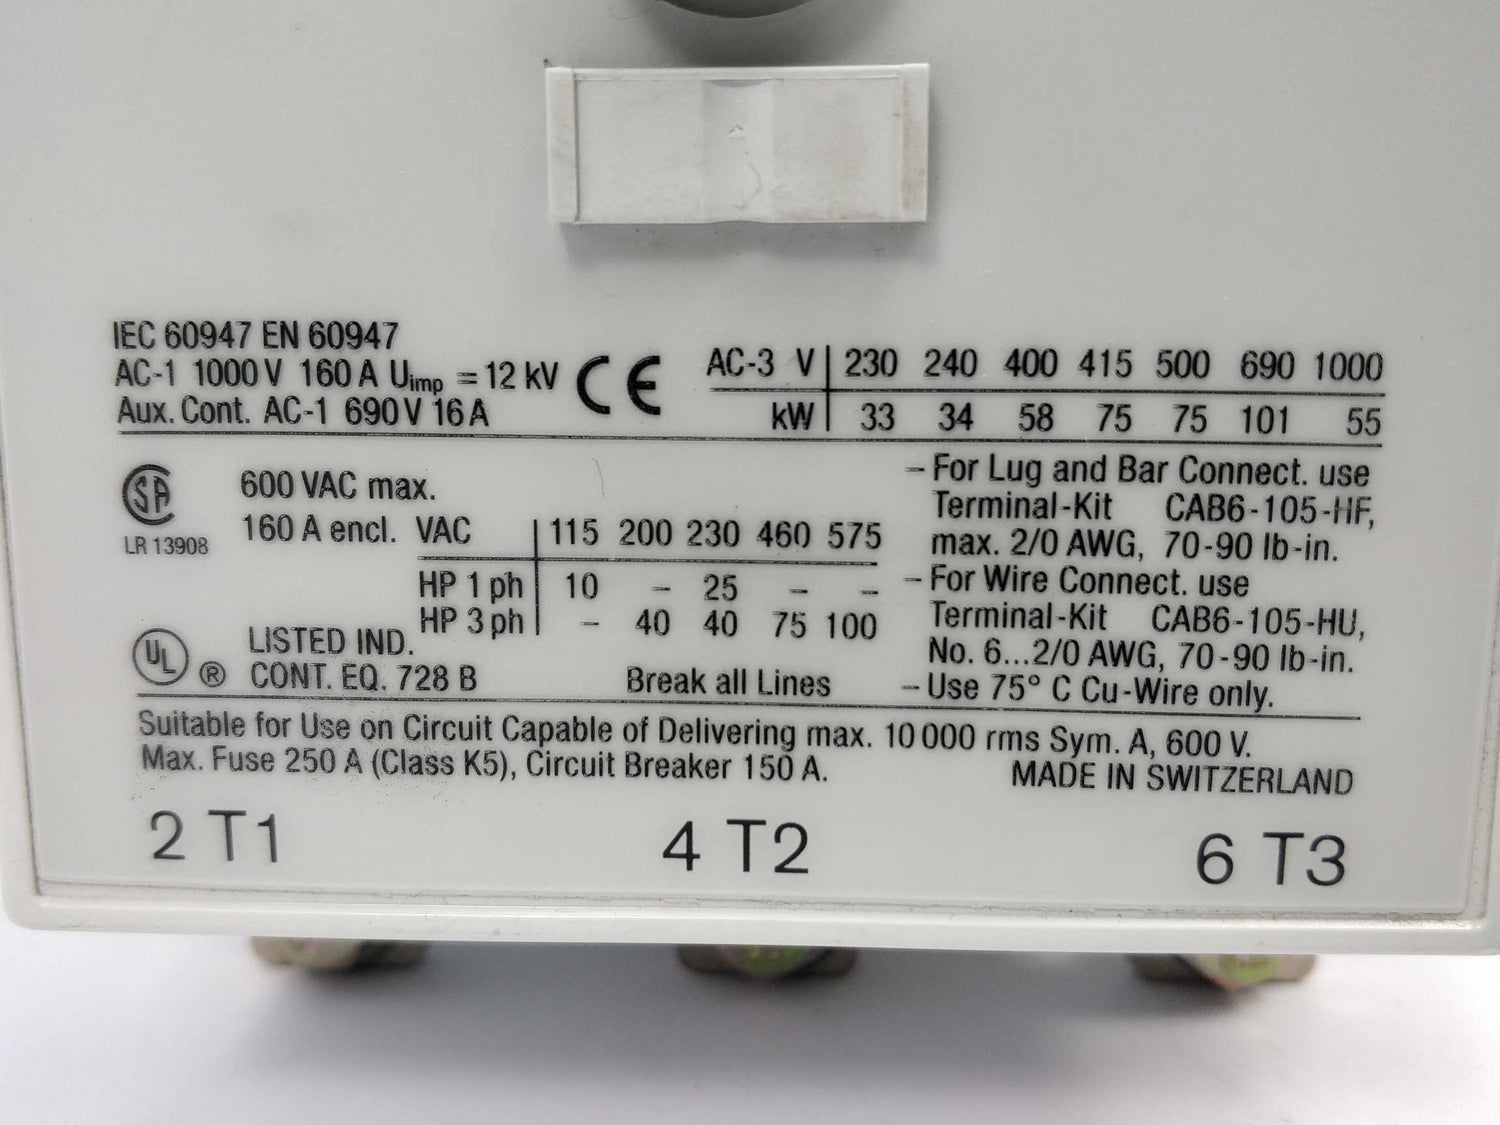 IEC 60947 EN 60947
AC-1 1000 V 160 A Uimp = 12 kV CE
Aux. Cont. AC-1 690 V 16 A
AC-3 V 230 240 400 415 500 690 1000
kW 33 34 58 75 75 101 55
SA
LR 13908
600 VAC max.
160 A encl. VAC 115 200 230 460 575
HP 1 ph 10 - 25 - -
HP 3 ph - 40 40 75 100
UL ®
LISTED IND.
CONT. EQ. 728 B
Break all Lines
- For Lug and Bar Connect. use
Terminal-Kit CAB6-105-HF,
max. 2/0 AWG, 70-90 lb-in.
- For Wire Connect. use
Terminal-Kit CAB6-105-HU,
No. 6...2/0 AWG, 70-90 lb-in.
- Use 75° C Cu-Wire only.
Suitable for Use on Circuit Capable of Delivering max. 10 000 rms Sym. A, 600 V.
Max. Fuse 250 A (Class K5), Circuit Breaker 150 A.
MADE IN SWITZERLAND
2 T1 4 T2 6 T3